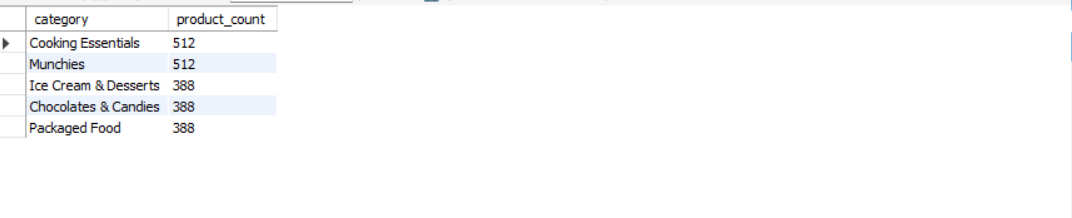 category product_count
Cooking Essentials 512
Munchies 512
Ice Cream & Desserts 388
Chocolates & Candies 388
Packaged Food 388